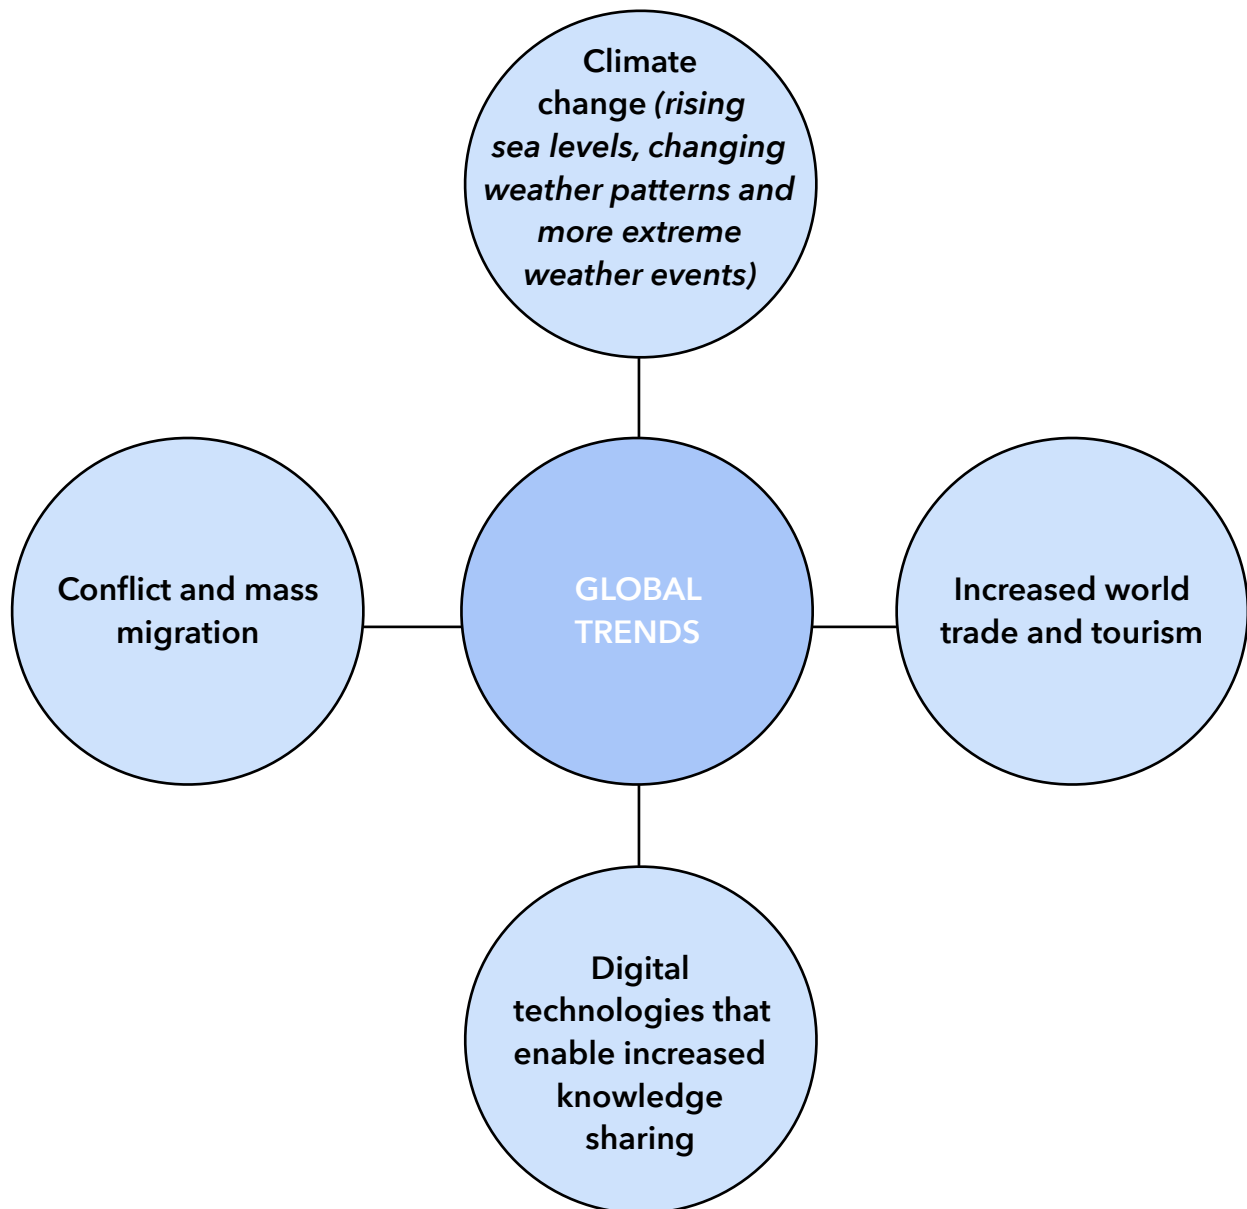 Climate
change (rising
sea levels, changing
weather patterns and
more extreme
weather events)
Conflict and mass
migration
GLOBAL
TRENDS
Increased world
trade and tourism
Digital
technologies that
enable increased
knowledge
sharing